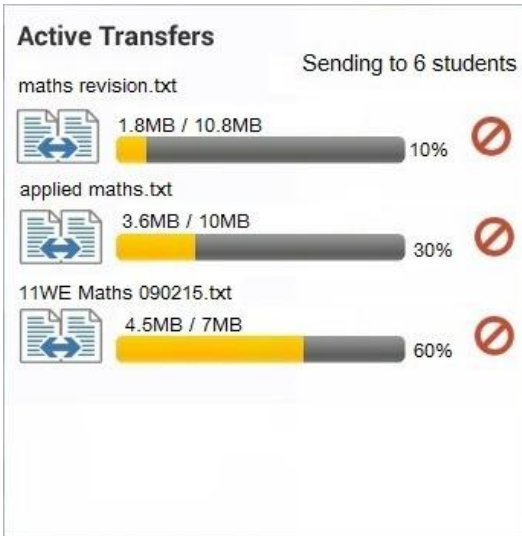 Active Transfers
Sending to 6 students
maths revision.txt
1.8MB / 10.8MB
10%
applied maths.txt
3.6MB / 10MB
30%
11WE Maths 090215.txt
4.5MB / 7MB
60%